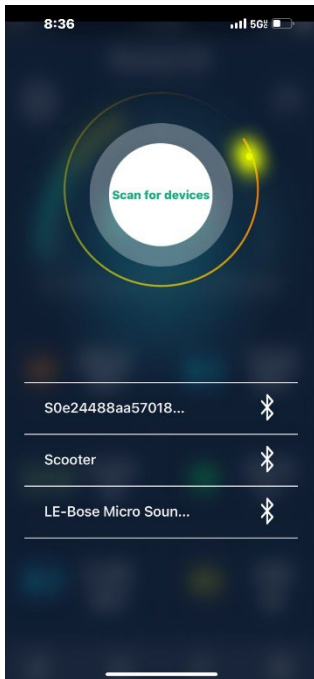 8:36
5G
Scan for devices
S0e24488aa57018...
Scooter
LE-Bose Micro Soun...